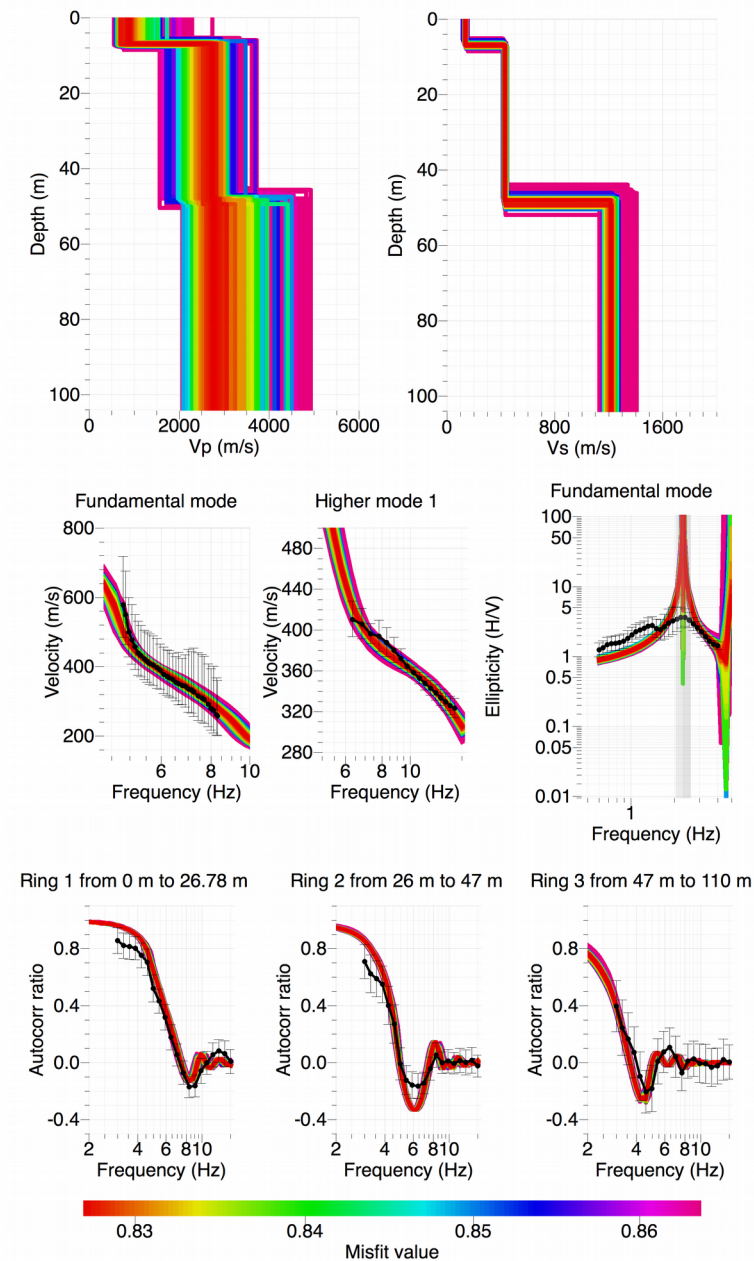 0
20
40
60
80
100
Depth (m)
0 2000 4000 6000
Vp (m/s)
0
20
40
60
80
100
Depth (m)
0 800 1600
Vs (m/s)
Fundamental mode
800
600
400
200
Velocity (m/s)
6 8 10
Frequency (Hz)
Higher mode 1
480
440
400
360
320
280
Velocity (m/s)
6 8 10
Frequency (Hz)
Fundamental mode
100
50
10
5
1
0.5
0.1
0.05
0.01
Ellipticity (H/V)
1
Frequency (Hz)
Ring 1 from 0 m to 26.78 m
0.8
0.4
0.0
-0.4
Autocorr ratio
2 4 6 8 10
Frequency (Hz)
Ring 2 from 26 m to 47 m
0.8
0.4
0.0
-0.4
Autocorr ratio
2 4 6 8 10
Frequency (Hz)
Ring 3 from 47 m to 110 m
0.8
0.4
0.0
-0.4
Autocorr ratio
2 4 6 8 10
Frequency (Hz)
0.83 0.84 0.85 0.86
Misfit value